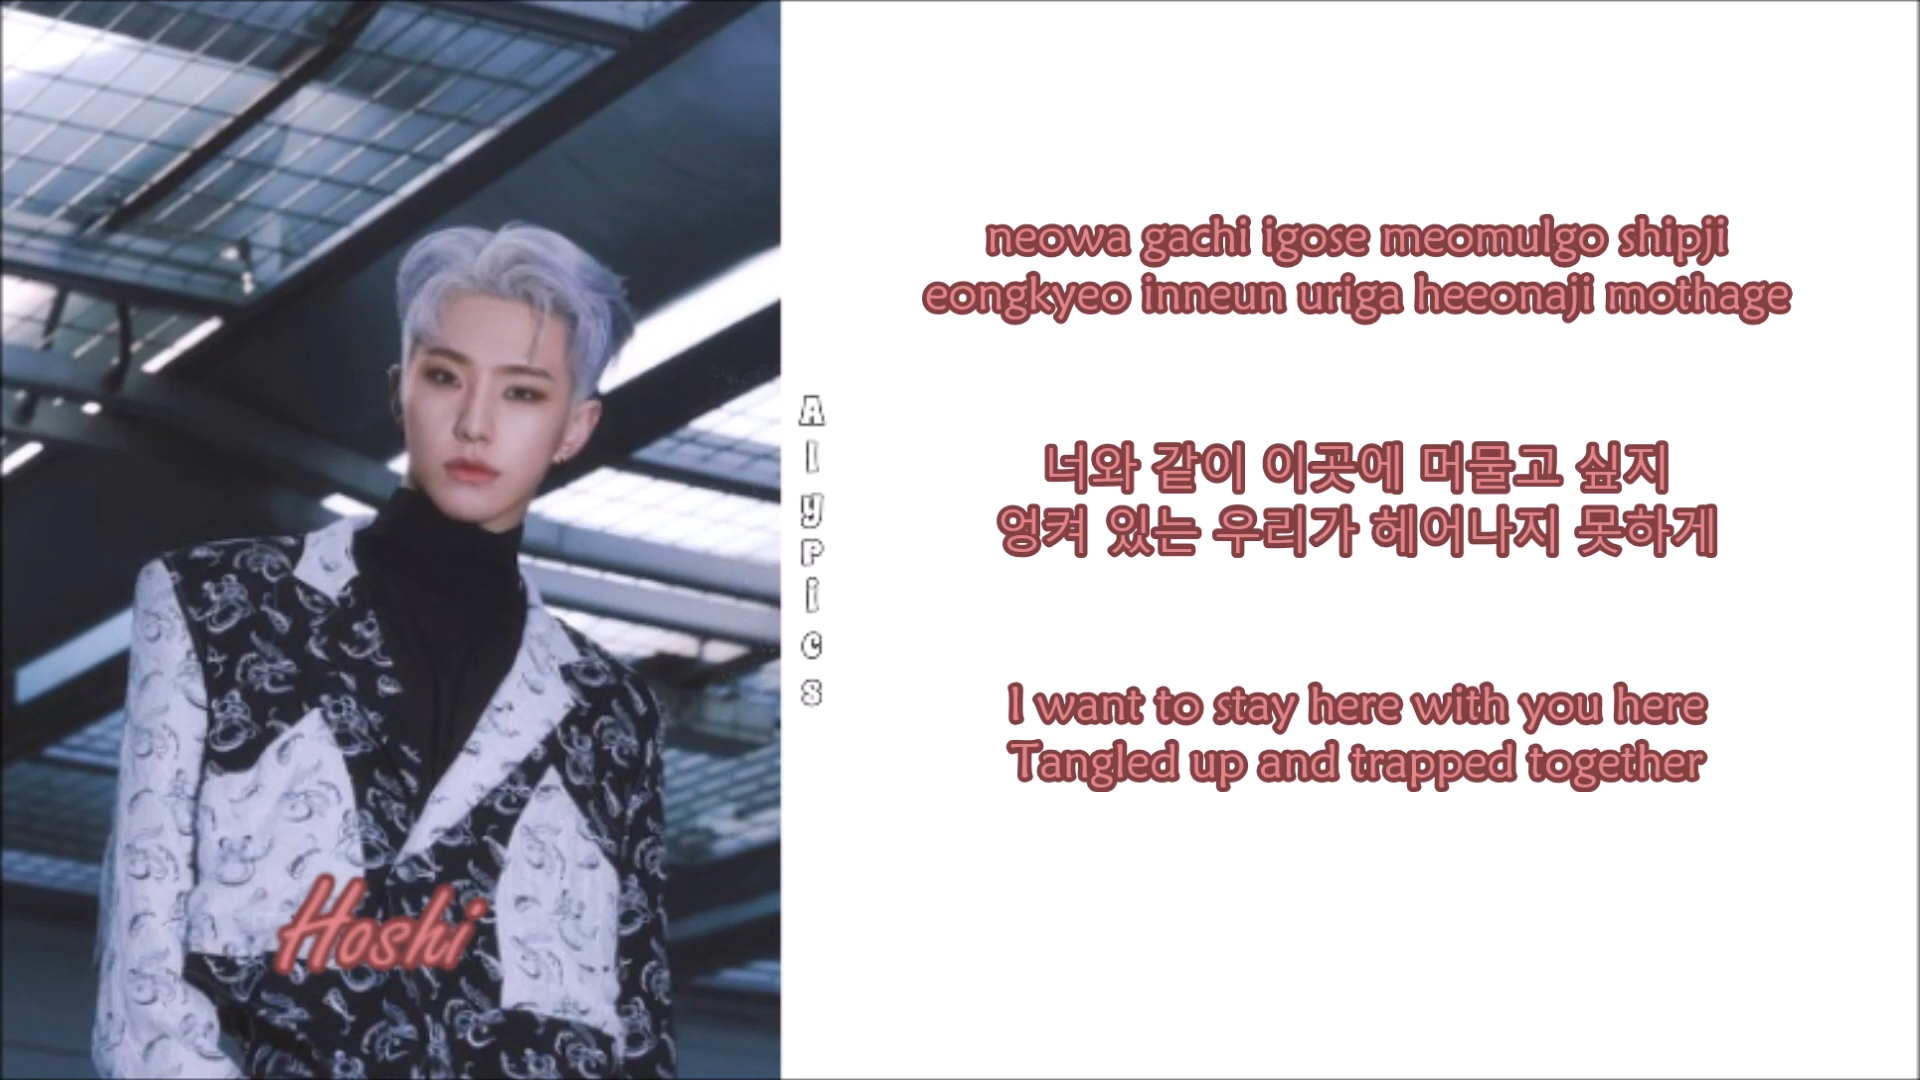 neowa gachi igose meomulgo shipji
eongkyeo inneun uriga heeonaji mothage
너와 같이 이곳에 머물고 싶지
엉켜 있는 우리가 헤어나지 못하게
I want to stay here with you here
Tangled up and trapped together
Hoshi
AlyPics